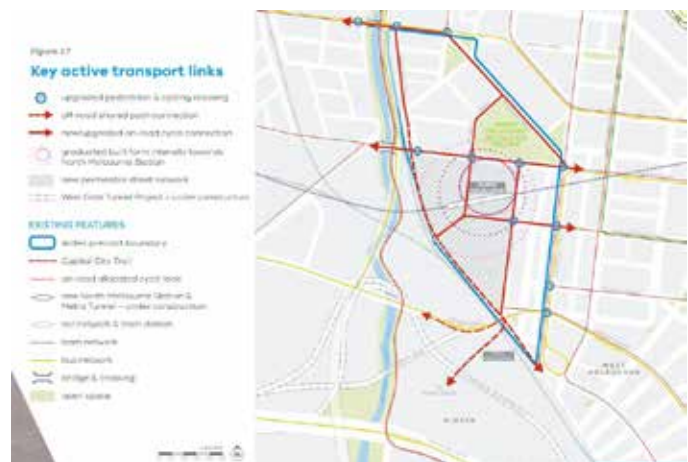 Figure 17
Key active transport links
upgraded pedestrian & cycling crossing
off-road shared path connection
new/upgraded on-road cycle connection
graduated built form intensity towards
North Melbourne Station
new permeable street network
West Gate Tunnel Project - under construction
EXISTING FEATURES
Arden precinct boundary
Capital City Trail
on-road allocated cycle lane
new North Melbourne Station &
Metro Tunnel – under construction
rail network & train station
tram network
bus network
bridge & crossing
open space
WEST
MELBOURNE